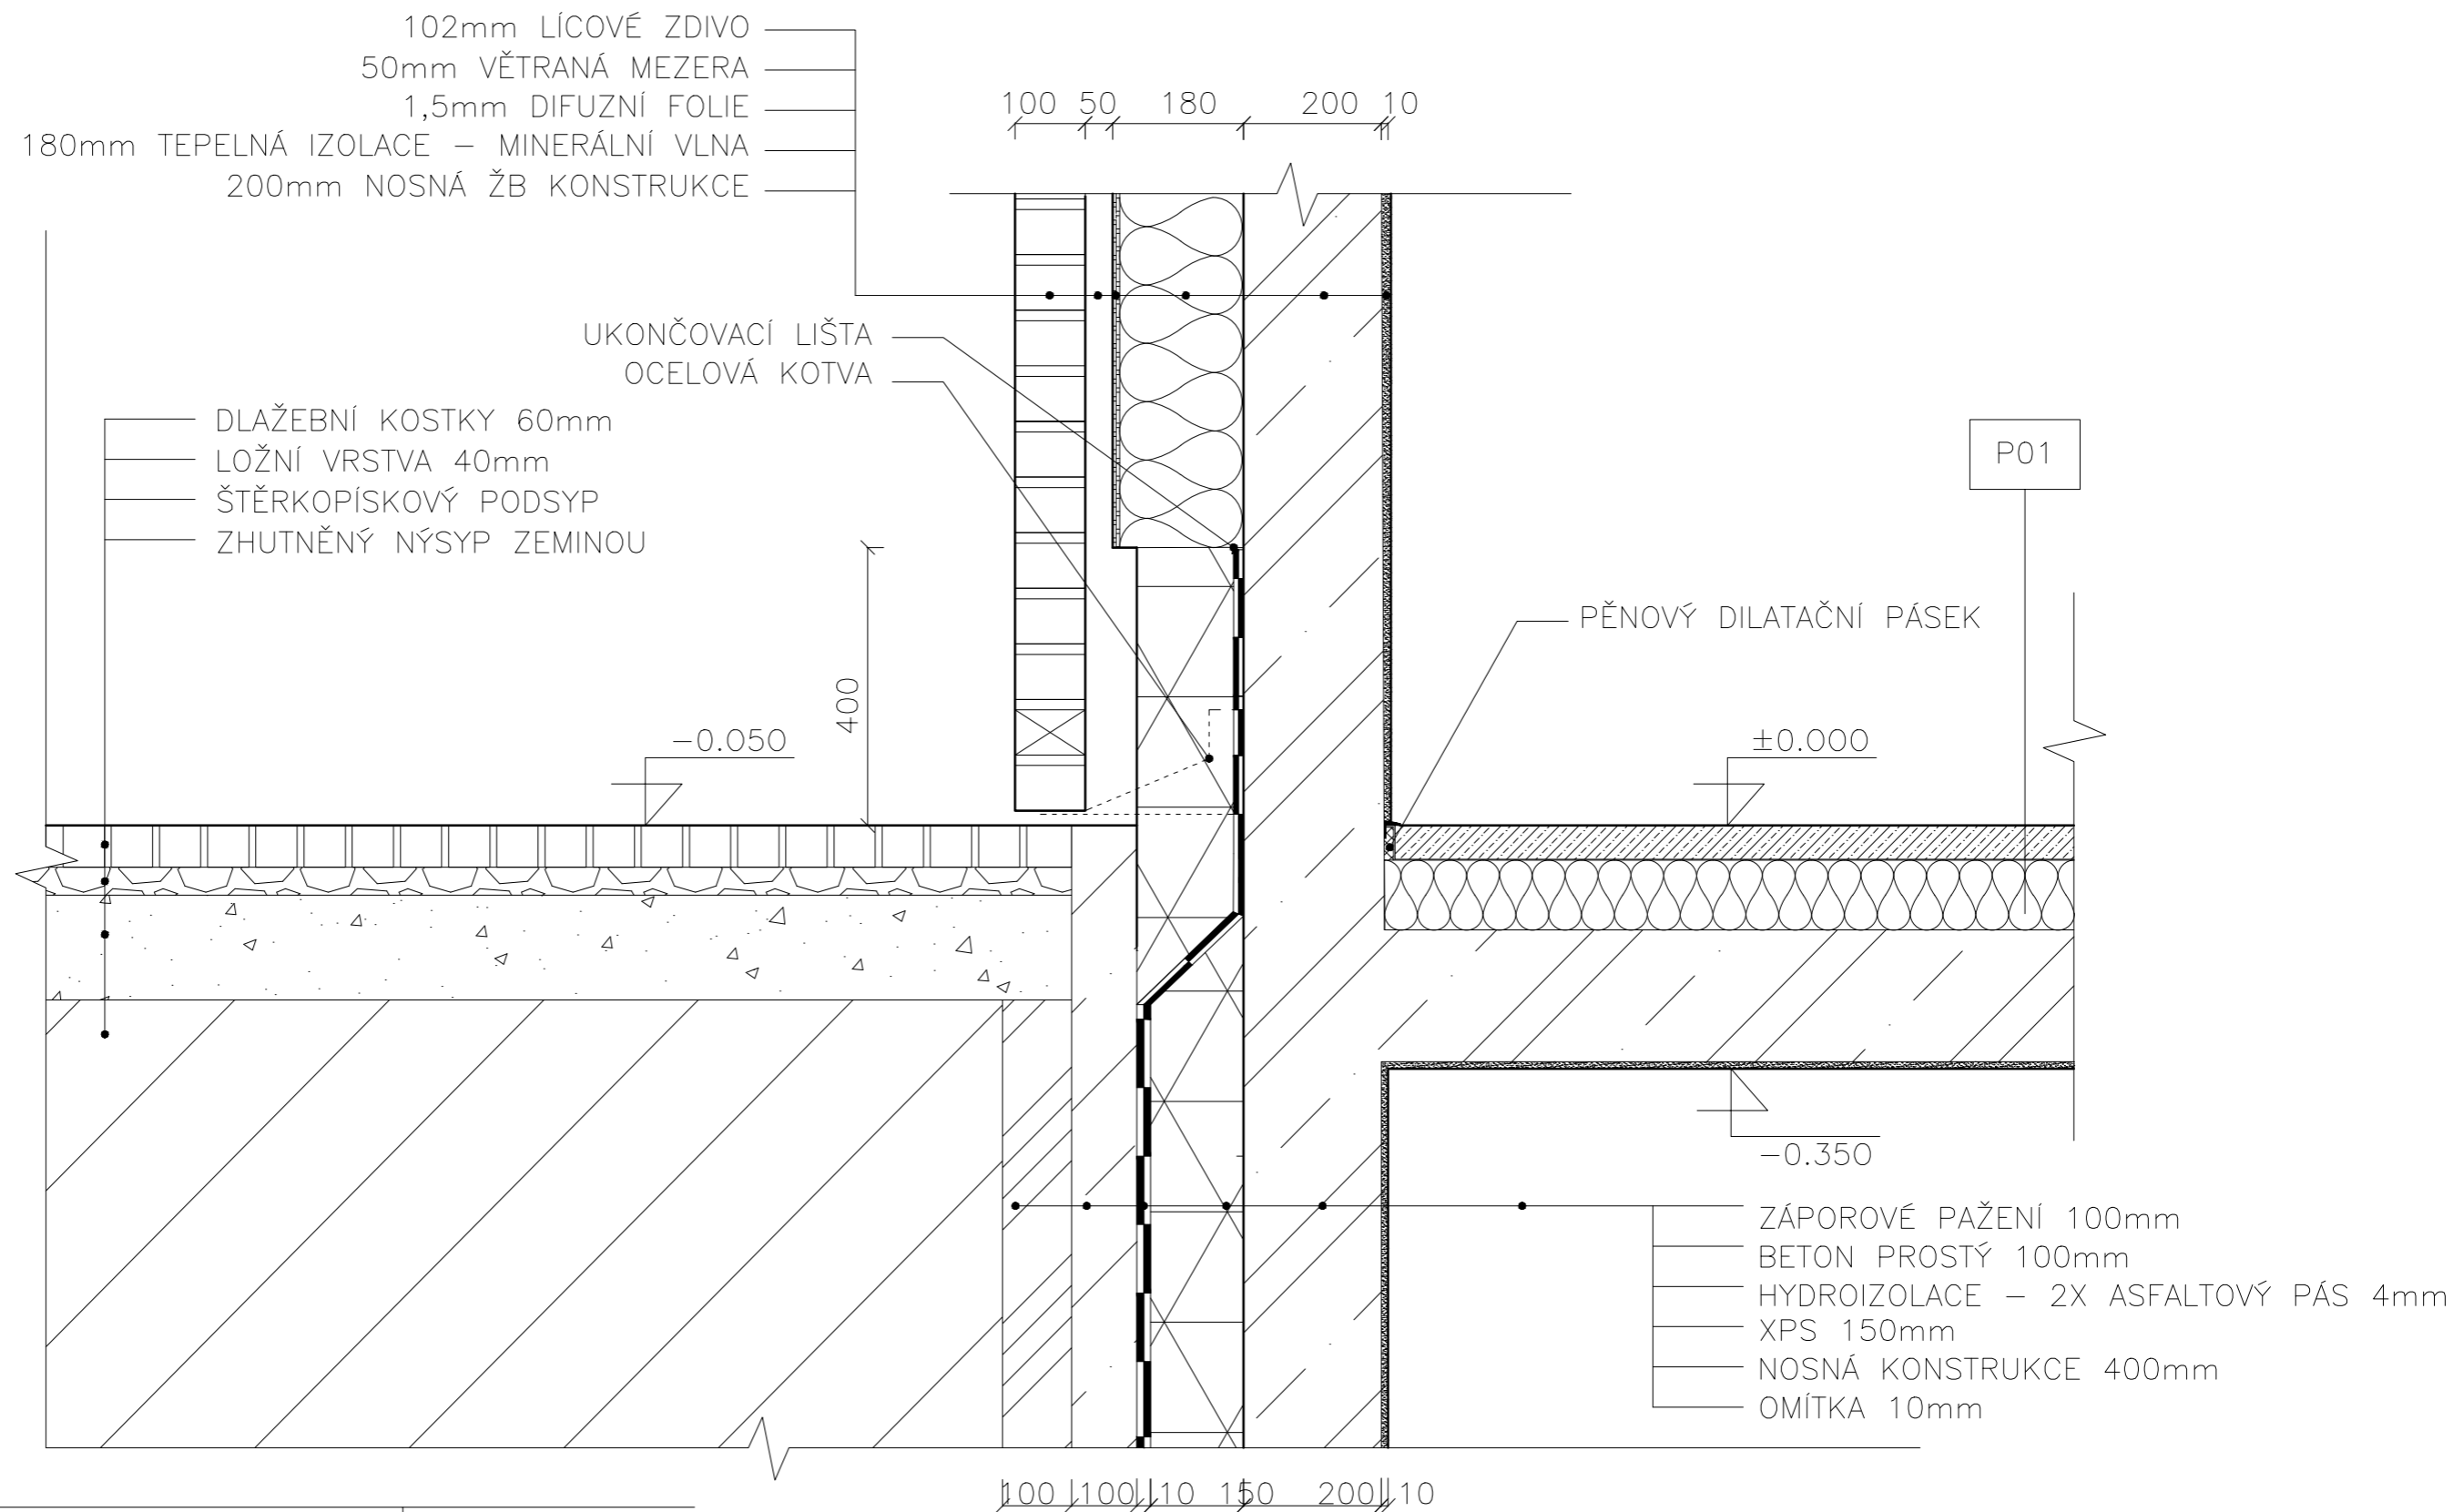 102mm LÍCOVÉ ZDIVO
50mm VĚTRANÁ MEZERA
1,5mm DIFUZNÍ FOLIE
180mm TEPELNÁ IZOLACE – MINERÁLNÍ VLNA
200mm NOSNÁ ŽB KONSTRUKCE
100 50 180 200 10
UKONČOVACÍ LIŠTA
OCELOVÁ KOTVA
DLAŽEBNÍ KOSTKY 60mm
LOŽNÍ VRSTVA 40mm
ŠTĚRKOPÍSKOVÝ PODSYP
ZHUTNĚNÝ NÝSYP ZEMINOU
P01
PĚNOVÝ DILATAČNÍ PÁSEK
400
-0.050
±0.000
-0.350
ZÁPOROVÉ PAŽENÍ 100mm
BETON PROSTÝ 100mm
HYDROIZOLACE – 2X ASFALTOVÝ PÁS 4mm
XPS 150mm
NOSNÁ KONSTRUKCE 400mm
OMÍTKA 10mm
100 100 10 150 200 10